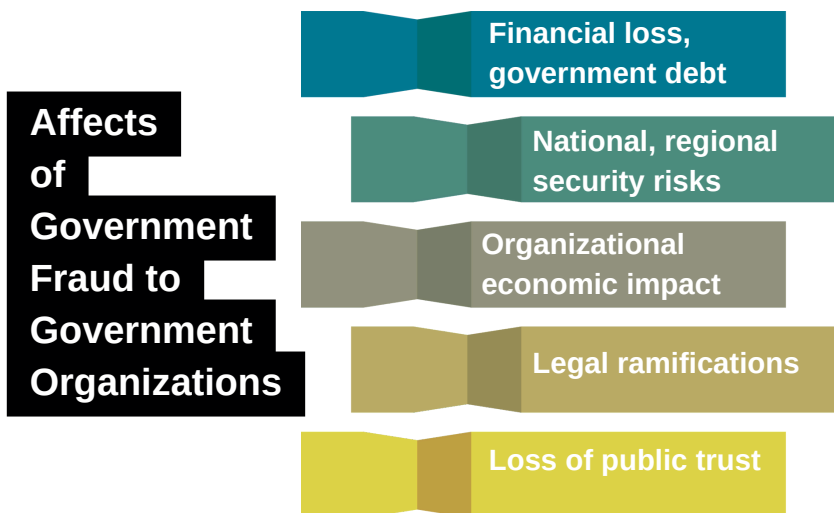 Affects
of
Government
Fraud to
Government
Organizations
Financial loss,
government debt
National, regional
security risks
Organizational
economic impact
Legal ramifications
Loss of public trust